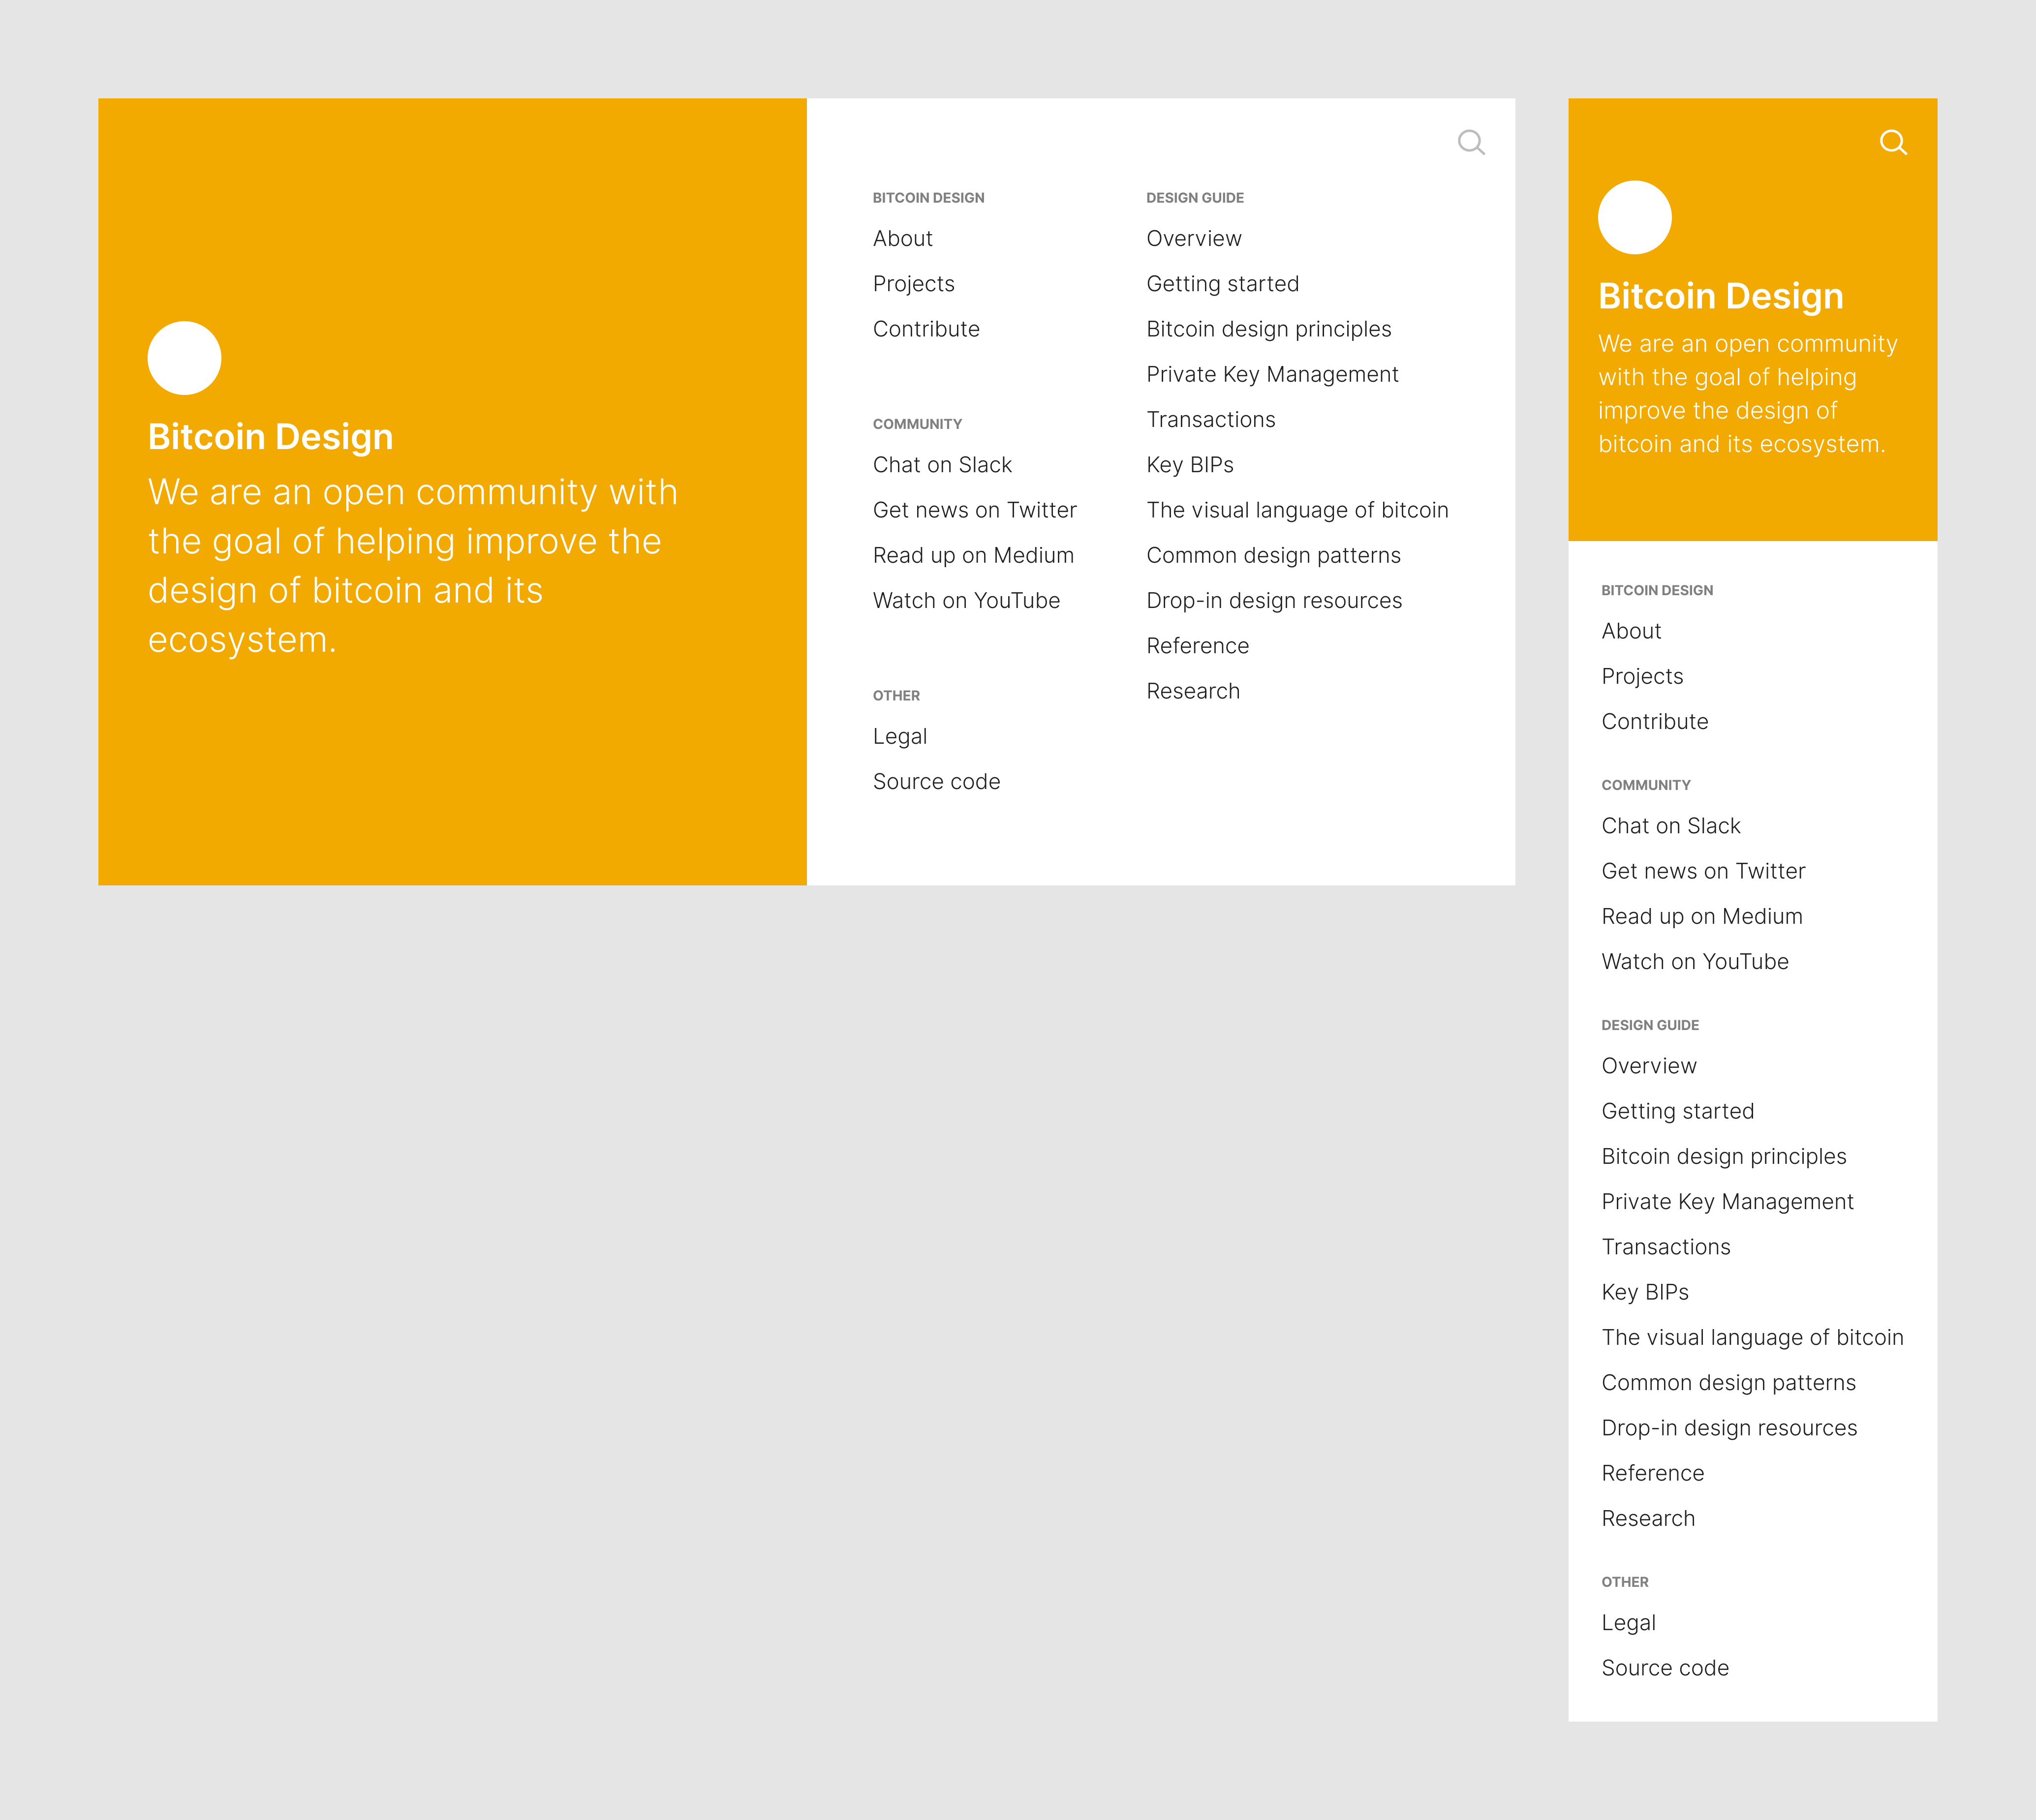 Bitcoin Design
We are an open community with
the goal of helping improve the
design of bitcoin and its
ecosystem.
BITCOIN DESIGN
About
Projects
Contribute
COMMUNITY
Chat on Slack
Get news on Twitter
Read up on Medium
Watch on YouTube
OTHER
Legal
Source code
DESIGN GUIDE
Overview
Getting started
Bitcoin design principles
Private Key Management
Transactions
Key BIPs
The visual language of bitcoin
Common design patterns
Drop-in design resources
Reference
Research
Bitcoin Design
We are an open community
with the goal of helping
improve the design of
bitcoin and its ecosystem.
BITCOIN DESIGN
About
Projects
Contribute
COMMUNITY
Chat on Slack
Get news on Twitter
Read up on Medium
Watch on YouTube
DESIGN GUIDE
Overview
Getting started
Bitcoin design principles
Private Key Management
Transactions
Key BIPs
The visual language of bitcoin
Common design patterns
Drop-in design resources
Reference
Research
OTHER
Legal
Source code